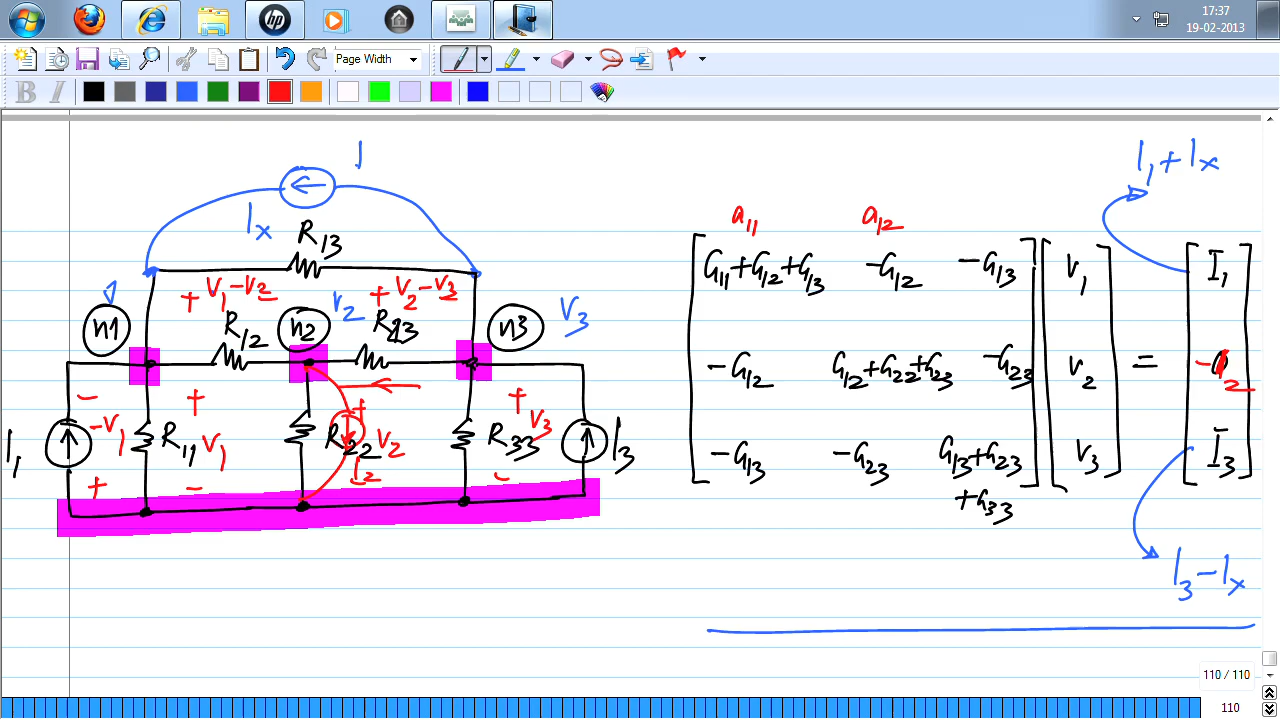 17:37
19-02-2013
Page Width
B I
I
Ix
R13
I1+Ix
a11 a12
+ V1-V2
+ V2-V3
n1
n2
V2
n3
V3
R12
R23
G11+G12+G13 -G12 -G13 V1 I1
-G12 G12+G22+G23 -G23 V2 = -I2
-G13 -G23 G13+G23 V3 I3
+G33
- + + +
I1 -V1 R11 V1 R22 V2 R33 V3 I3
I2
+ - -
I3-Ix
110 / 110
110